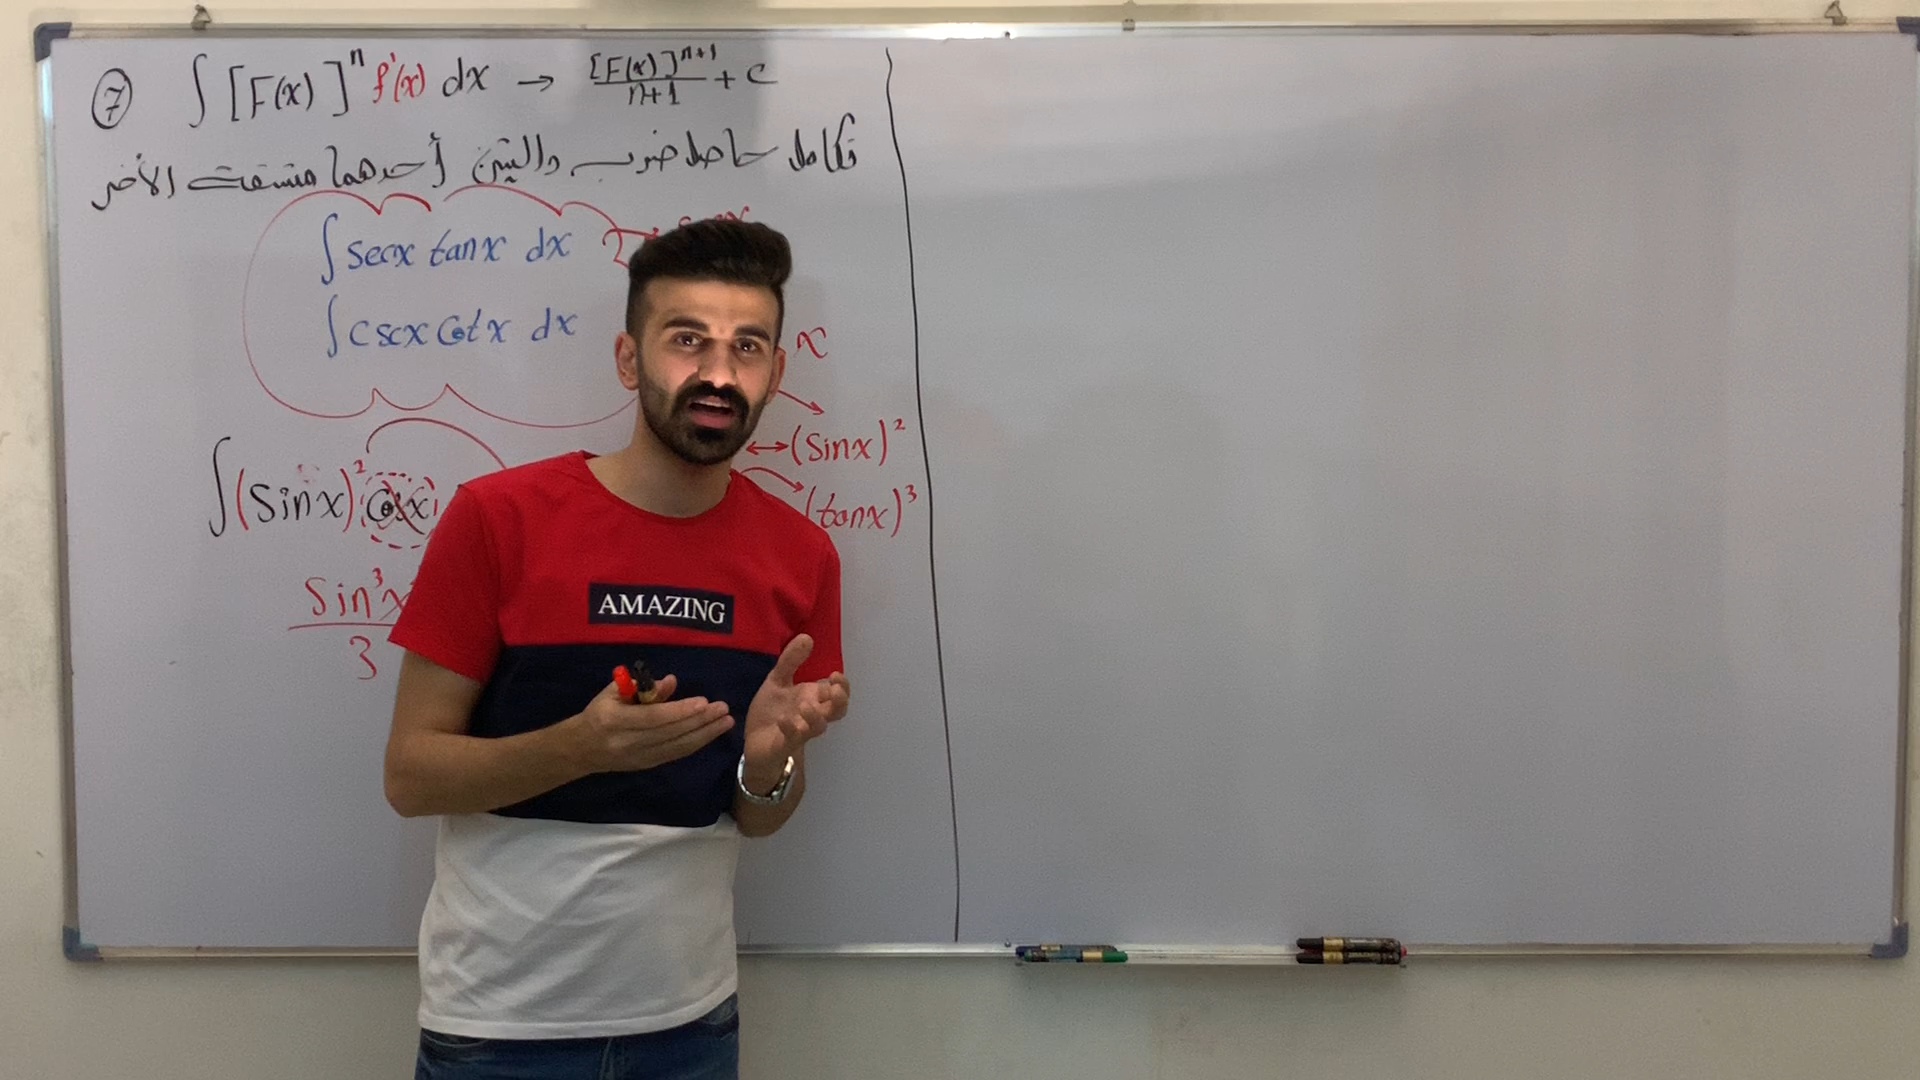 ⑦ ∫ [F(x)]ⁿ f'(x) dx → [F(x)]ⁿ⁺¹ / n+1 + c
تكامل حاصل ضرب دالتين أحدهما مشتقت الأخر
∫ secx tanx dx
∫ cscx Cotx dx
x
(Sinx)²
∫(Sinx)² Cosx
(tanx)³
Sin³x
3
AMAZING